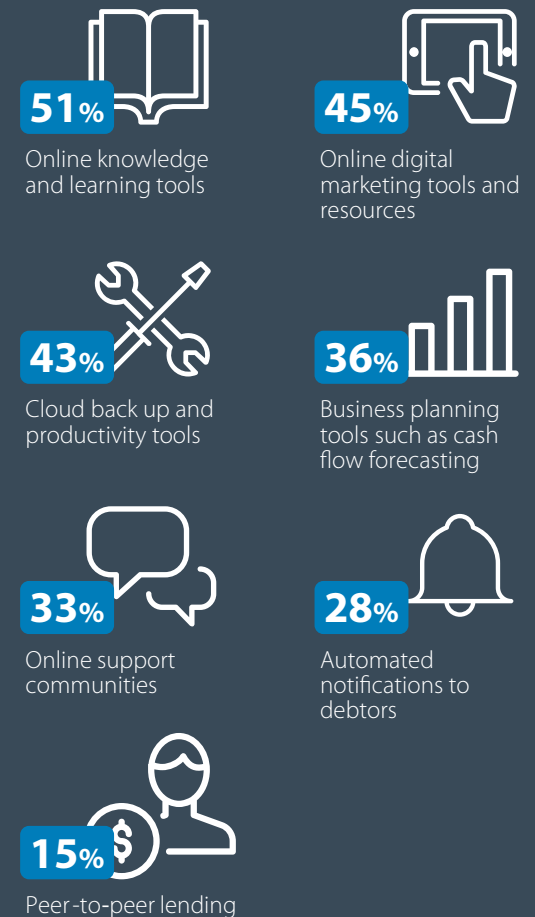 51%
Online knowledge
and learning tools
45%
Online digital
marketing tools and
resources
43%
Cloud back up and
productivity tools
36%
Business planning
tools such as cash
flow forecasting
33%
Online support
communities
28%
Automated
notifications to
debtors
$
15%
Peer-to-peer lending